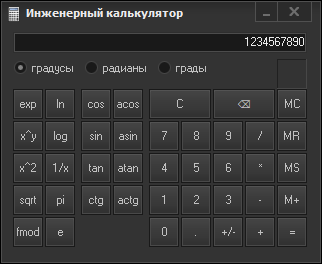 Инженерный калькулятор
1234567890
градусы радианы грады
exp ln cos acos C ⌫ MC
x^y log sin asin 7 8 9 / MR
x^2 1/x tan atan 4 5 6 * MS
sqrt pi ctg actg 1 2 3 - M+
fmod e 0 . +/- + =